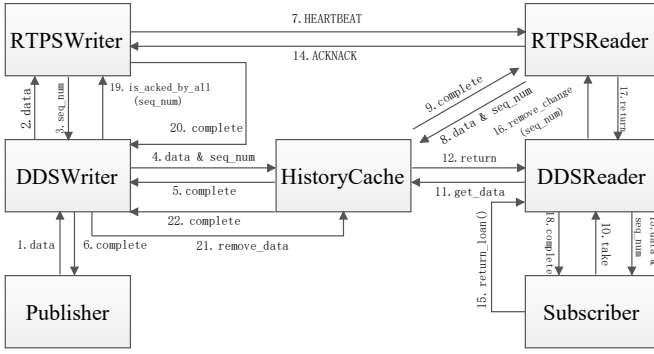 7. HEARTBEAT
RTPSWriter
RTPSReader
14. ACKNACK
2. data
3. seq_num
19. is_acked_by_all
(seq_num)
9. complete
8. data & seq_num
16. remove_change
(seq_num)
17. return
20. complete
4. data & seq_num
12. return
DDSWriter
HistoryCache
DDSReader
5. complete
11. get_data
22. complete
1. data
6. complete
21. remove_data
15. return_loan()
18. complete
10. take
seq_num
Publisher
Subscriber